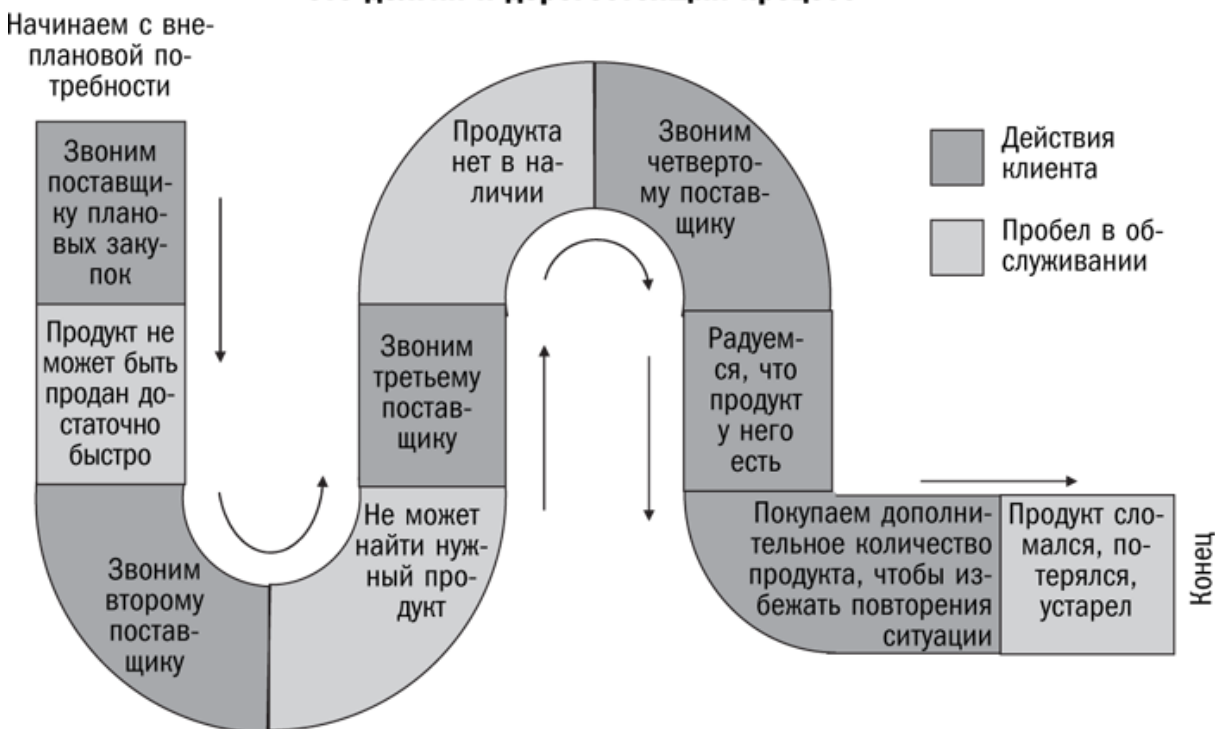 Начинаем с вне-
плановой по-
требности
Звоним
поставщи-
ку плано-
вых заку-
пок
Продукт не
может быть
продан до-
статочно
быстро
Звоним
второму
постав-
щику
Не может
найти нуж-
ный про-
дукт
Звоним
третьему
постав-
щику
Продукта
нет в на-
личии
Звоним
четверто-
му постав-
щику
Радуем-
ся, что
продукт
у него
есть
Покупаем дополни-
тельное количество
продукта, чтобы из-
бежать повторения
ситуации
Продукт сло-
мался, по-
терялся,
устарел
Конец
Действия
клиента
Пробел в об-
служивании